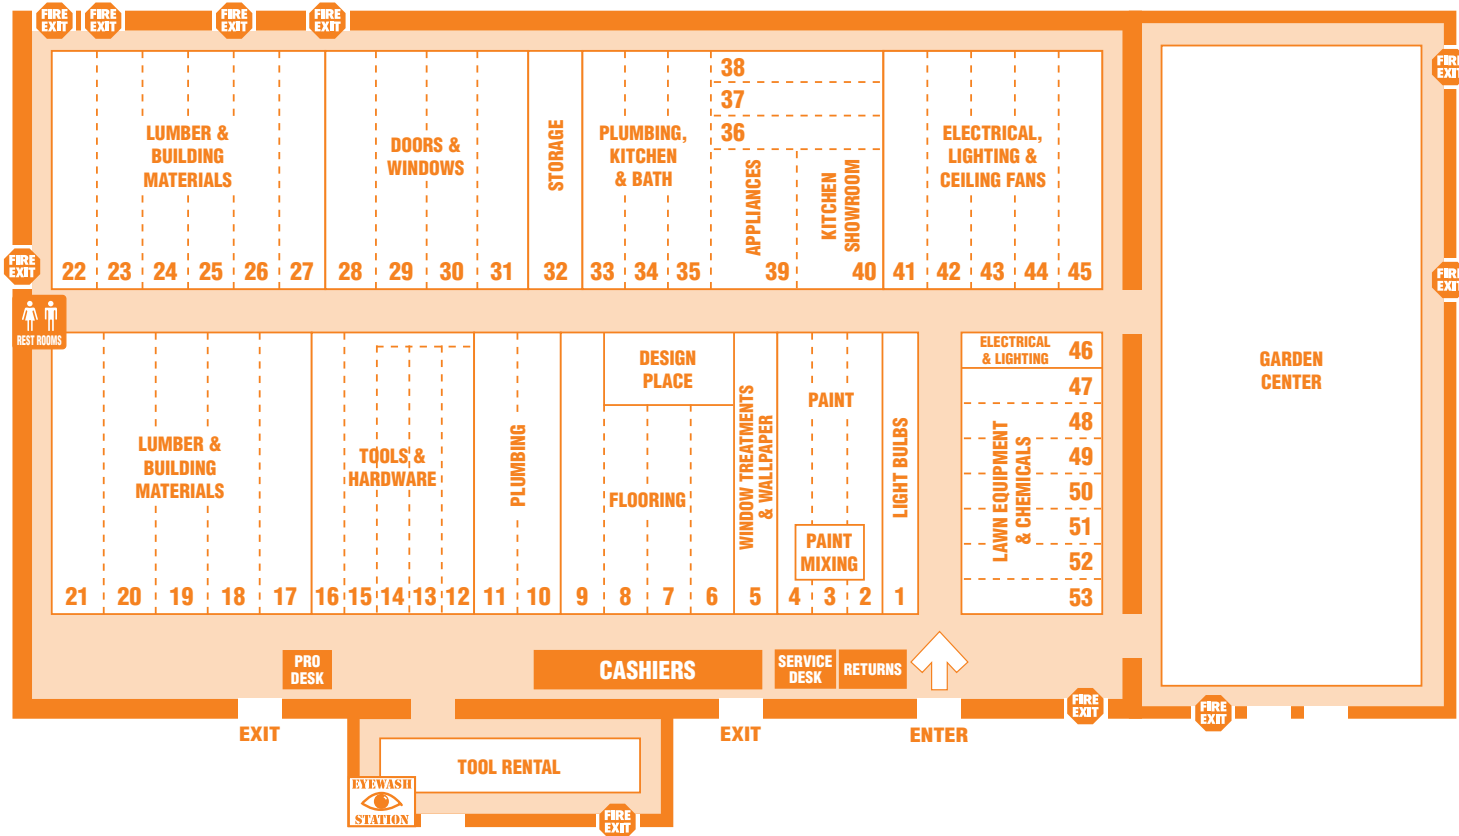 FIRE
EXIT
FIRE
EXIT
FIRE
EXIT
FIRE
EXIT
FIRE
EXIT
38
37
36
LUMBER &
BUILDING
MATERIALS
DOORS &
WINDOWS
STORAGE
PLUMBING,
KITCHEN
& BATH
APPLIANCES
KITCHEN
SHOWROOM
ELECTRICAL,
LIGHTING &
CEILING FANS
FIRE
EXIT
22 23 24 25 26 27 28 29 30 31 32 33 34 35 39 40 41 42 43 44 45
FIRE
EXIT
REST ROOMS
ELECTRICAL
& LIGHTING
46
47
48
49
50
51
52
53
LAWN EQUIPMENT
& CHEMICALS
GARDEN
CENTER
LUMBER &
BUILDING
MATERIALS
TOOLS &
HARDWARE
PLUMBING
DESIGN
PLACE
FLOORING
WINDOW TREATMENTS
& WALLPAPER
PAINT
PAINT
MIXING
LIGHT BULBS
21 20 19 18 17 16 15 14 13 12 11 10 9 8 7 6 5 4 3 2 1
PRO
DESK
CASHIERS
SERVICE
DESK
RETURNS
FIRE
EXIT
FIRE
EXIT
EXIT
EXIT
ENTER
TOOL RENTAL
EYEWASH
STATION
FIRE
EXIT